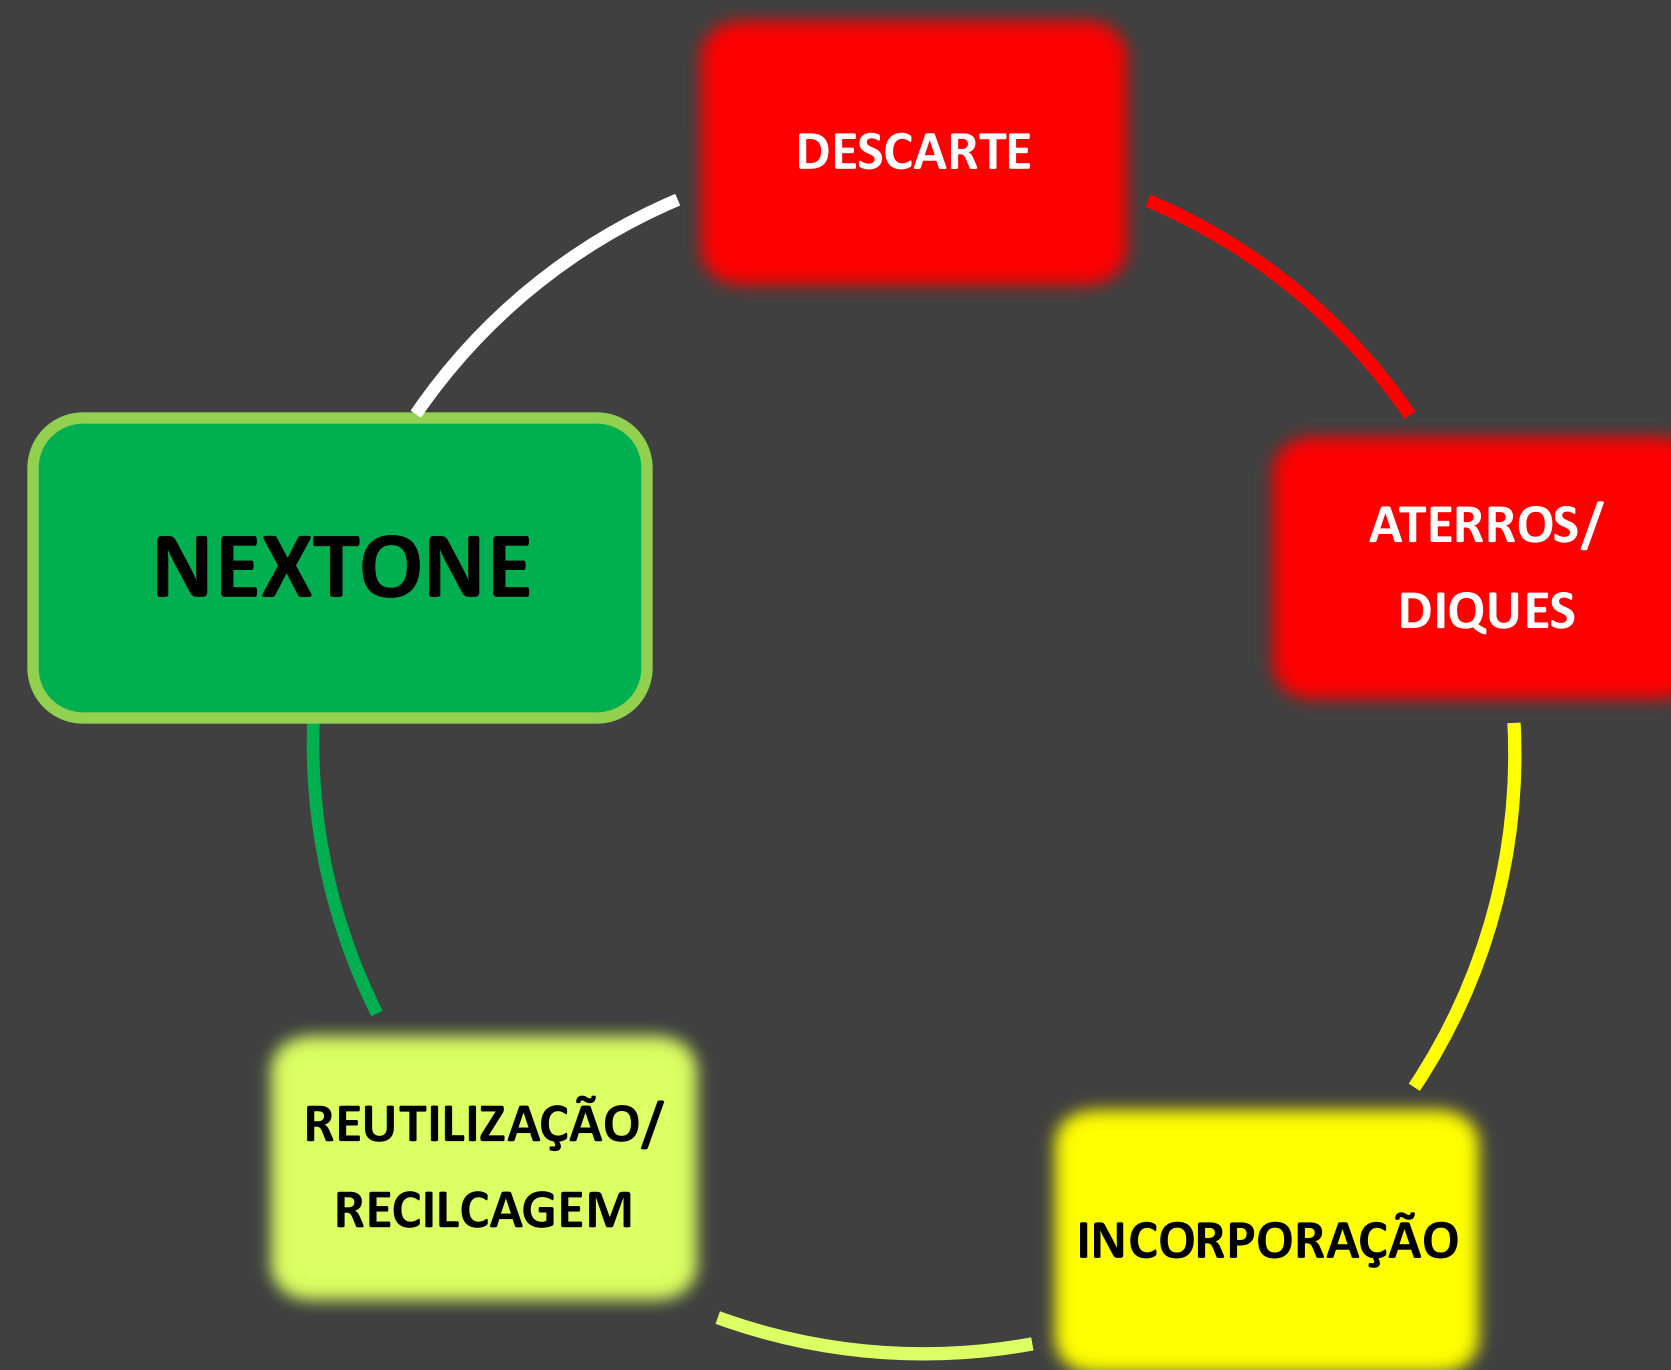 DESCARTE
ATERROS/
DIQUES
INCORPORAÇÃO
REUTILIZAÇÃO/
RECILCAGEM
NEXTONE